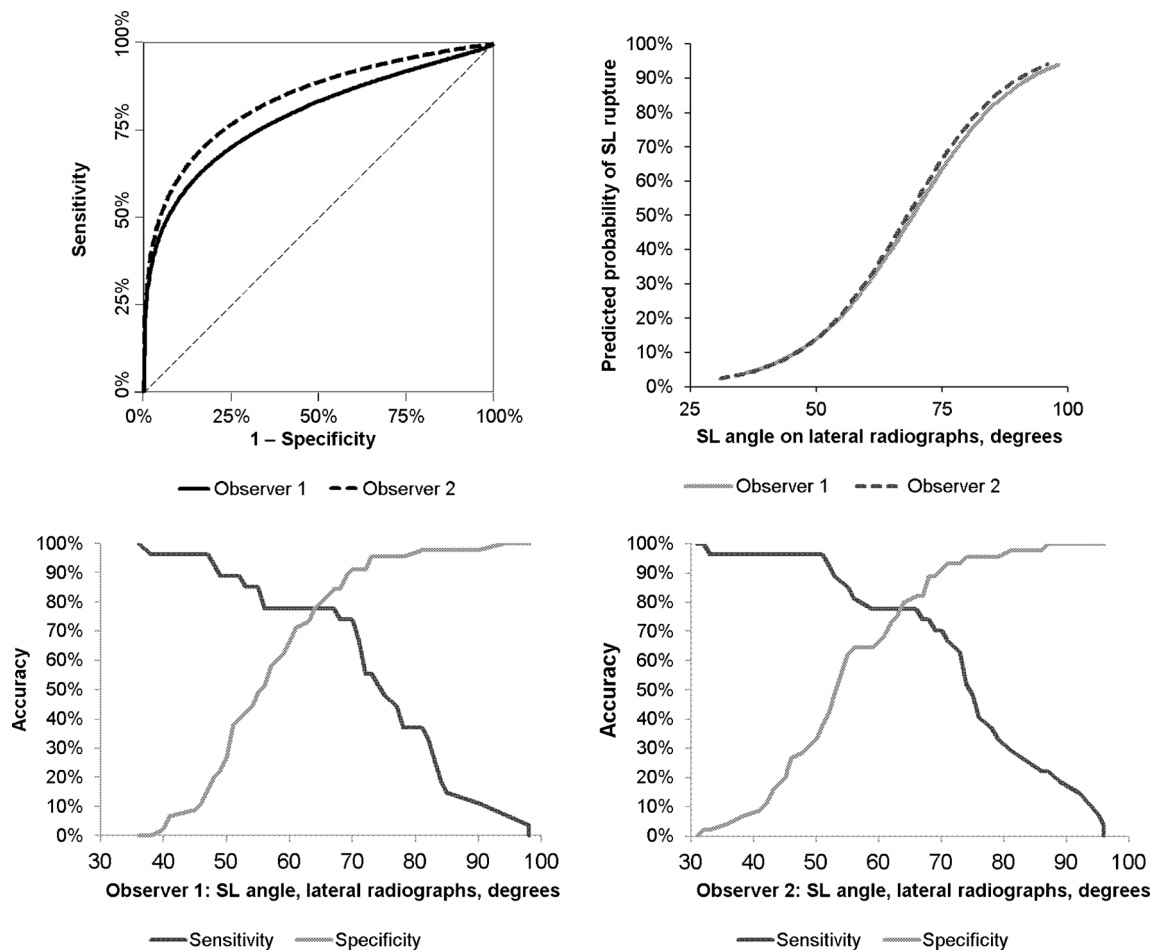 100%
75%
50%
25%
0%
Sensitivity
0% 25% 50% 75% 100%
1 – Specificity
Observer 1 Observer 2
100%
90%
80%
70%
60%
50%
40%
30%
20%
10%
0%
Predicted probability of SL rupture
25 50 75 100
SL angle on lateral radiographs, degrees
Observer 1 Observer 2
100%
90%
80%
70%
60%
50%
40%
30%
20%
10%
0%
Accuracy
30 40 50 60 70 80 90 100
Observer 1: SL angle, lateral radiographs, degrees
Sensitivity Specificity
100%
90%
80%
70%
60%
50%
40%
30%
20%
10%
0%
Accuracy
30 40 50 60 70 80 90 100
Observer 2: SL angle, lateral radiographs, degrees
Sensitivity Specificity